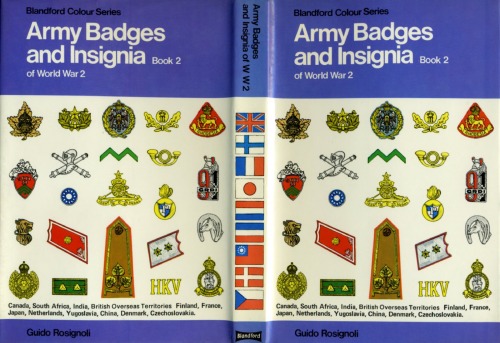 Blandford Colour Series
Army Badges
and Insignia Book 2
of World War 2
HKV
Canada, South Africa, India, British Overseas Territories Finland, France,
Japan, Netherlands, Yugoslavia, China, Denmark, Czechoslovakia.
Guido Rosignoli
Army Badges
and Insignia of W W 2
Blandford
Blandford Colour Series
Army Badges
and Insignia Book 2
of World War 2
HKV
Canada, South Africa, India, British Overseas Territories Finland, France,
Japan, Netherlands, Yugoslavia, China, Denmark, Czechoslovakia.
Guido Rosignoli